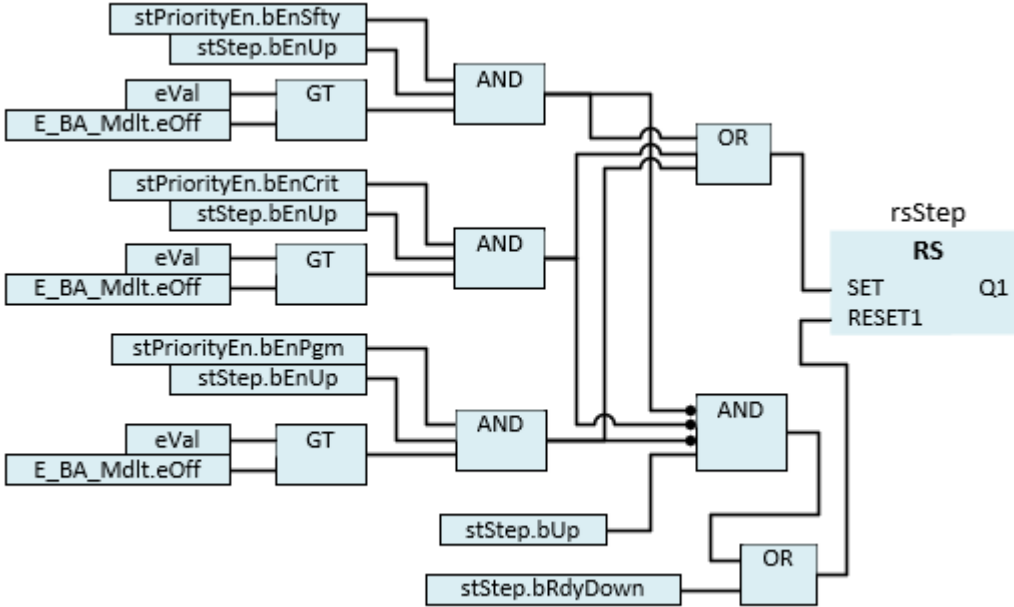 stPriorityEn.bEnSfty
stStep.bEnUp
eVal
E_BA_Mdlt.eOff
GT
AND
OR
stPriorityEn.bEnCrit
stStep.bEnUp
eVal
E_BA_Mdlt.eOff
GT
AND
rsStep
RS
SET
Q1
RESET1
stPriorityEn.bEnPgm
stStep.bEnUp
eVal
E_BA_Mdlt.eOff
GT
AND
AND
stStep.bUp
OR
stStep.bRdyDown